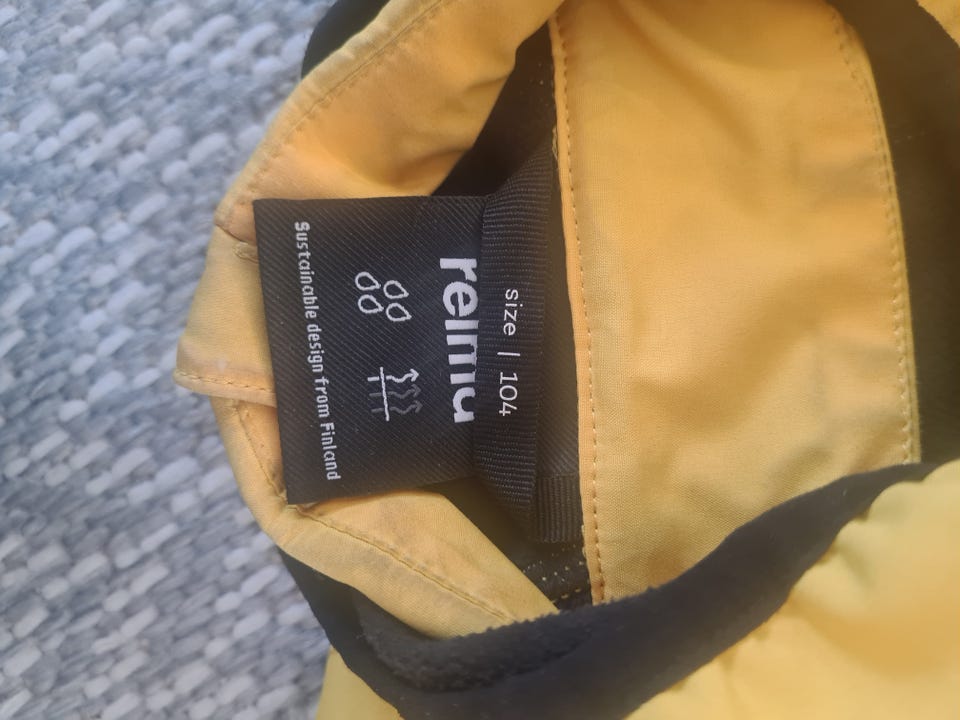 size | 104
reima
Sustainable design from Finland